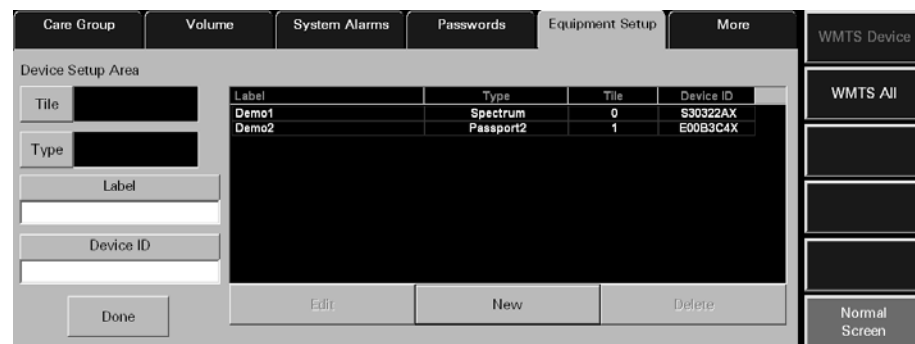 Care Group Volume System Alarms Passwords Equipment Setup More
WMTS Device
Device Setup Area
WMTS All
Tile
Label Type Tile Device ID
Demo1 Spectrum 0 S30322AX
Demo2 Passport2 1 E00B3C4X
Type
Label
Device ID
Edit New Delete
Done
Normal
Screen